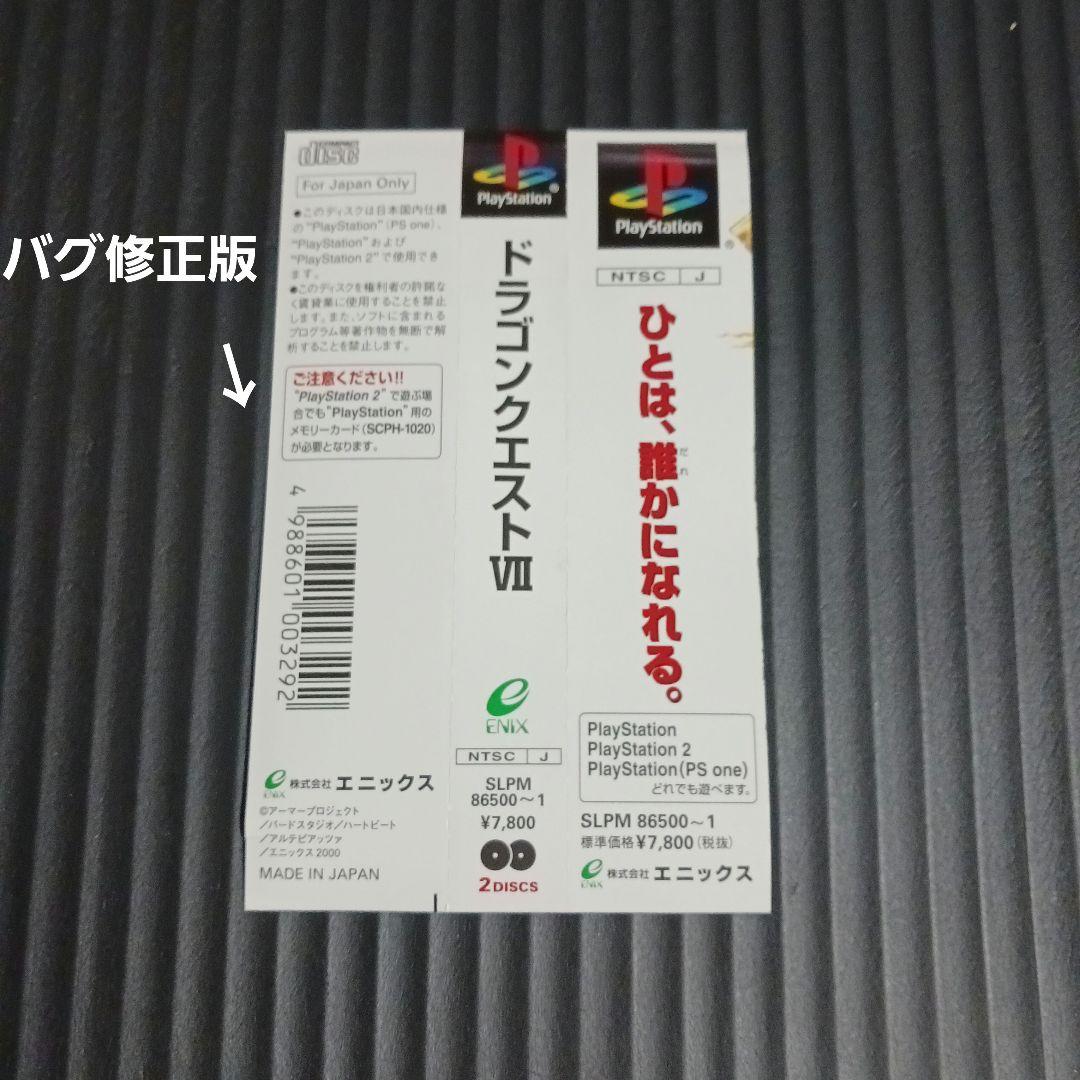 バグ修正版
COMPACT
disc
For Japan Only
●このディスクは日本国内仕様
の"PlayStation"(PS one)、
"PlayStation"および
"PlayStation 2"で使用でき
ます。
●このディスクを権利者の許諾な
く賃貸業に使用することを禁止
します。また、ソフトに含まれる
プログラム等著作物を無断で解
析することを禁止します。
ご注意ください!!
"PlayStation 2"で遊ぶ場
合でも"PlayStation"用の
メモリーカード(SCPH-1020)
が必要となります。
4 988601 003292
ENIX 株式会社 エニックス
©アーマープロジェクト
/バードスタジオ/ハートビート
/アルテピアッツァ
/エニックス 2000
MADE IN JAPAN
PlayStation®
ドラゴンクエストVII
ENIX
NTSC J
SLPM
86500〜1
¥7,800
2DISCS
PlayStation®
NTSC J
ひとは、誰かになれる。
だれ
PlayStation
PlayStation 2
PlayStation(PS one)
どれでも遊べます。
SLPM 86500〜1
標準価格¥7,800(税抜)
ENIX 株式会社 エニックス